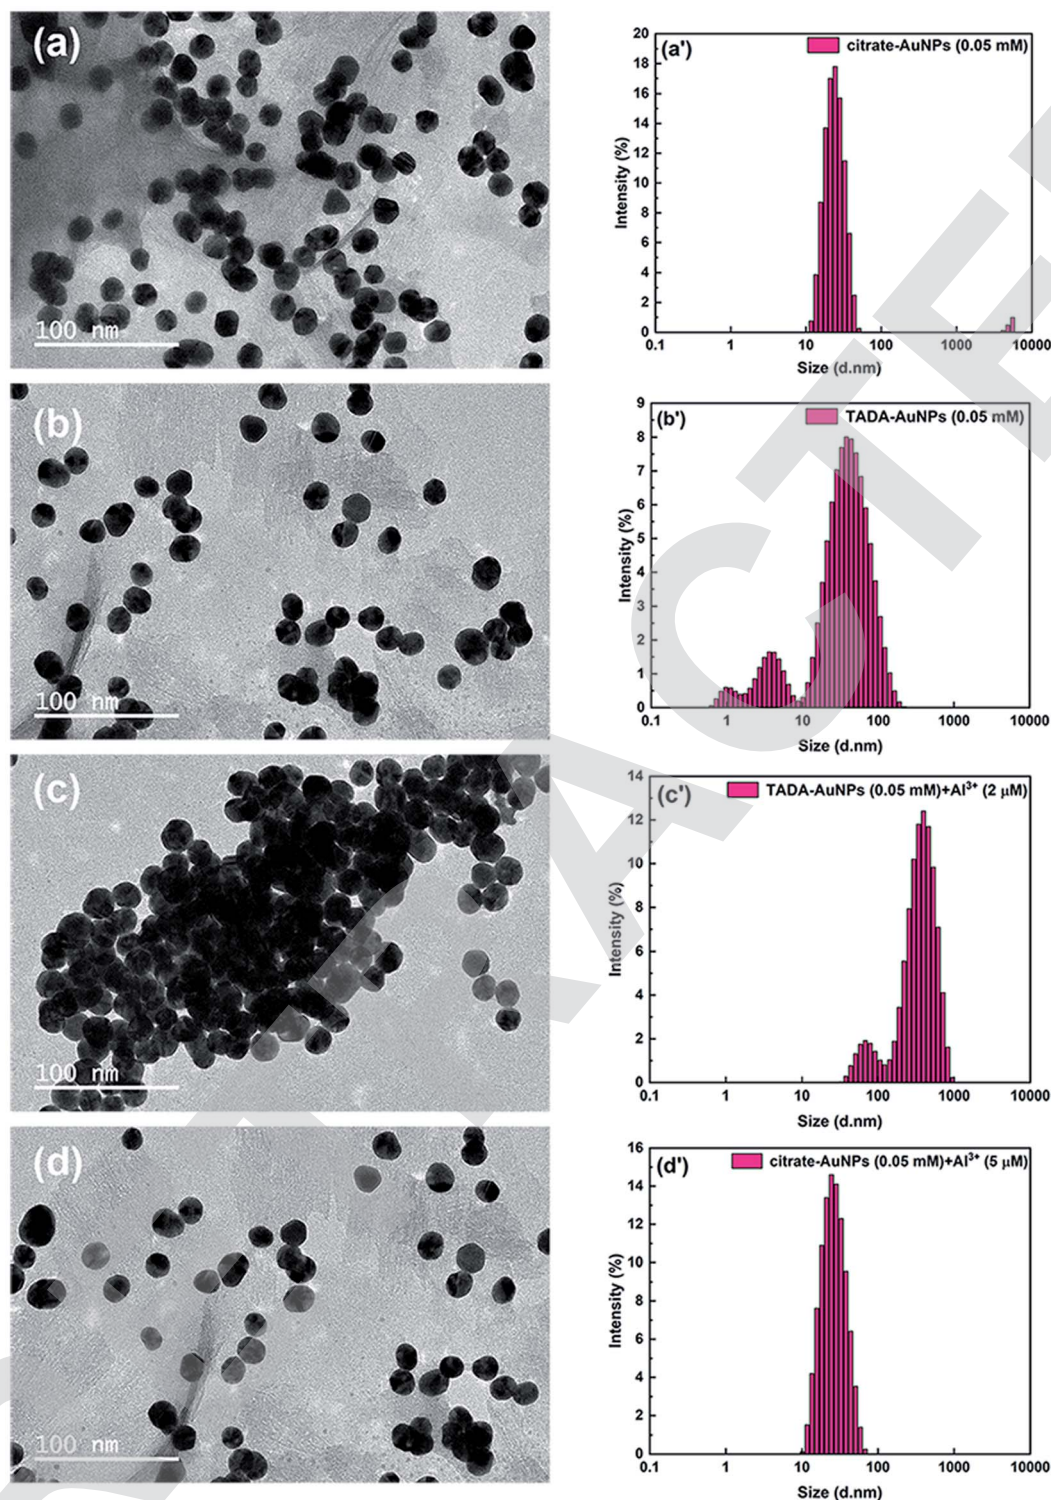 (a)
100 nm
(a')
citrate-AuNPs (0.05 mM)
Intensity (%)
20
18
16
14
12
10
8
6
4
2
0
0.1 1 10 100 1000 10000
Size (d.nm)
(b)
100 nm
(b')
TADA-AuNPs (0.05 mM)
Intensity (%)
9
8
7
6
5
4
3
2
1
0
0.1 1 10 100 1000 10000
Size (d.nm)
(c)
100 nm
(c')
TADA-AuNPs (0.05 mM)+Al³⁺ (2 μM)
Intensity (%)
14
12
10
8
6
4
2
0
0.1 1 10 100 1000 10000
Size (d.nm)
(d)
100 nm
(d')
citrate-AuNPs (0.05 mM)+Al³⁺ (5 μM)
Intensity (%)
16
14
12
10
8
6
4
2
0
0.1 1 10 100 1000 10000
Size (d.nm)